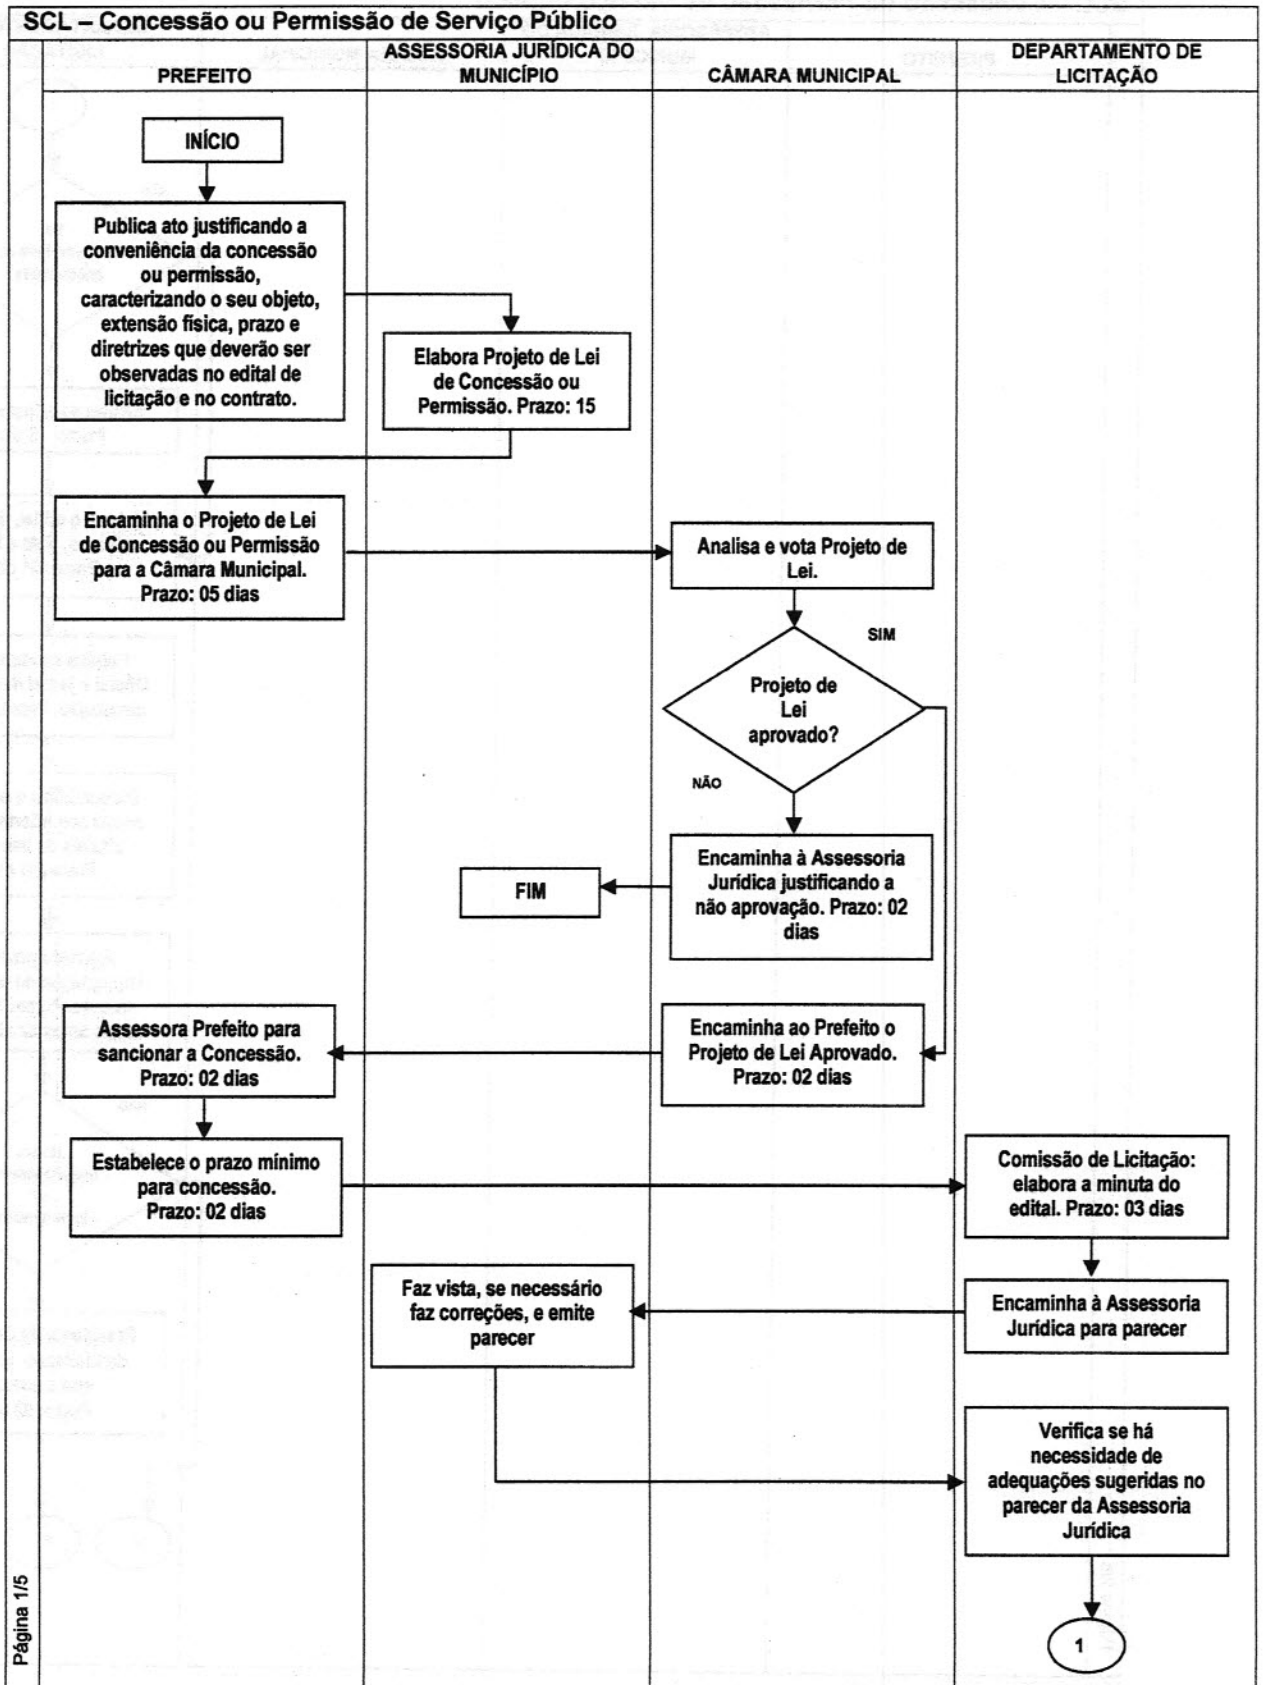 SCL – Concessão ou Permissão de Serviço Público
PREFEITO
ASSESSORIA JURÍDICA DO
MUNICÍPIO
CÂMARA MUNICIPAL
DEPARTAMENTO DE
LICITAÇÃO
INÍCIO
Publica ato justificando a
conveniência da concessão
ou permissão,
caracterizando o seu objeto,
extensão física, prazo e
diretrizes que deverão ser
observadas no edital de
licitação e no contrato.
Elabora Projeto de Lei
de Concessão ou
Permissão. Prazo: 15
Encaminha o Projeto de Lei
de Concessão ou Permissão
para a Câmara Municipal.
Prazo: 05 dias
Analisa e vota Projeto de
Lei.
SIM
Projeto de
Lei
aprovado?
NÃO
Encaminha à Assessoria
Jurídica justificando a
não aprovação. Prazo: 02
dias
FIM
Encaminha ao Prefeito o
Projeto de Lei Aprovado.
Prazo: 02 dias
Assessora Prefeito para
sancionar a Concessão.
Prazo: 02 dias
Estabelece o prazo mínimo
para concessão.
Prazo: 02 dias
Comissão de Licitação:
elabora a minuta do
edital. Prazo: 03 dias
Encaminha à Assessoria
Jurídica para parecer
Faz vista, se necessário
faz correções, e emite
parecer
Verifica se há
necessidade de
adequações sugeridas no
parecer da Assessoria
Jurídica
1
Página 1/5